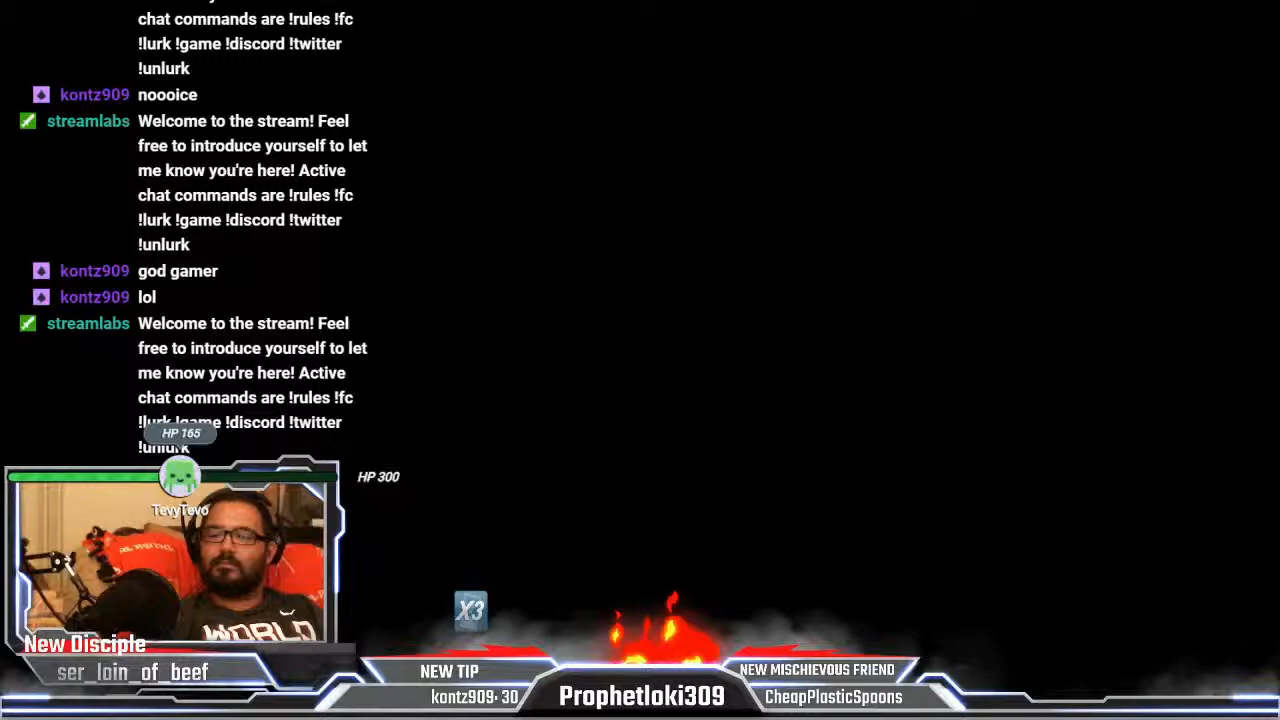 chat commands are !rules !fc
!lurk !game !discord !twitter
!unlurk
kontz909 noooice
streamlabs Welcome to the stream! Feel
free to introduce yourself to let
me know you're here! Active
chat commands are !rules !fc
!lurk !game !discord !twitter
!unlurk
kontz909 god gamer
kontz909 lol
streamlabs Welcome to the stream! Feel
free to introduce yourself to let
me know you're here! Active
chat commands are !rules !fc
!lurk !game !discord !twitter
!unlurk
HP 165
HP 300
TevyTevo
WORLD
X3
New Disciple
ser_loin_of_beef
NEW TIP
kontz909: 30
Prophetloki309
NEW MISCHIEVOUS FRIEND
CheapPlasticSpoons